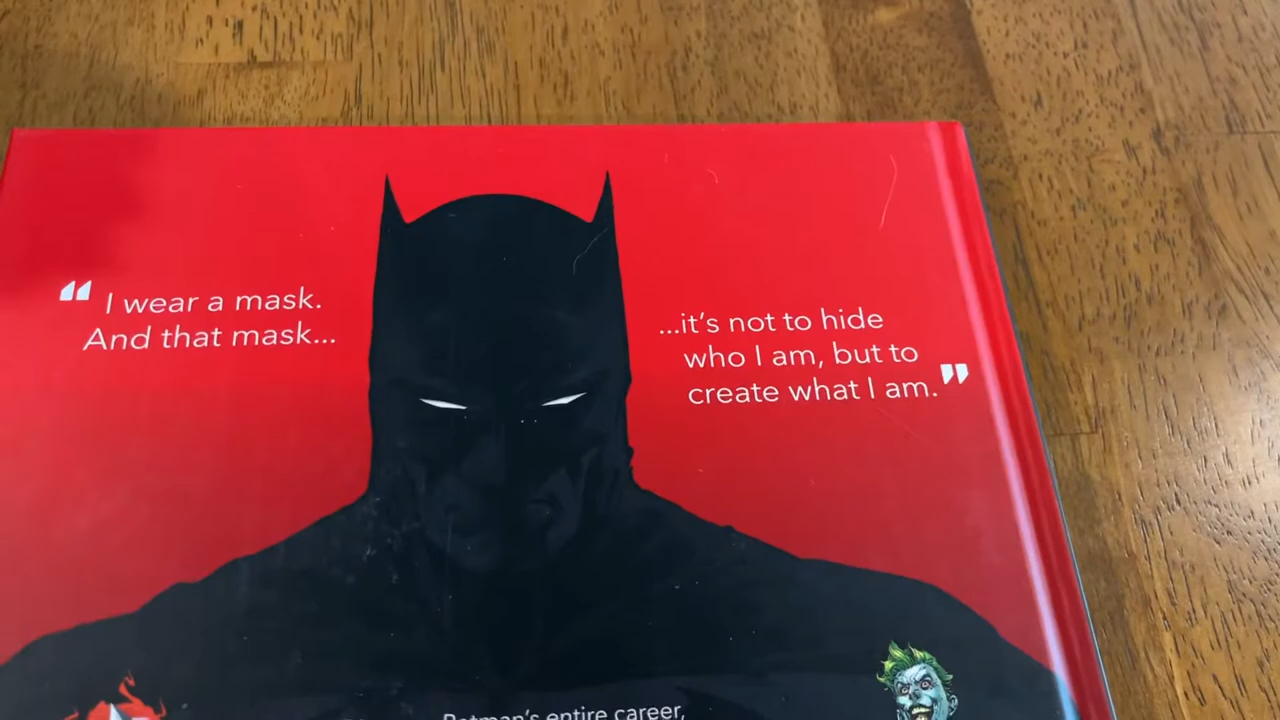 “ I wear a mask.
And that mask...
...it's not to hide
who I am, but to
create what I am.”
Batman's entire career,